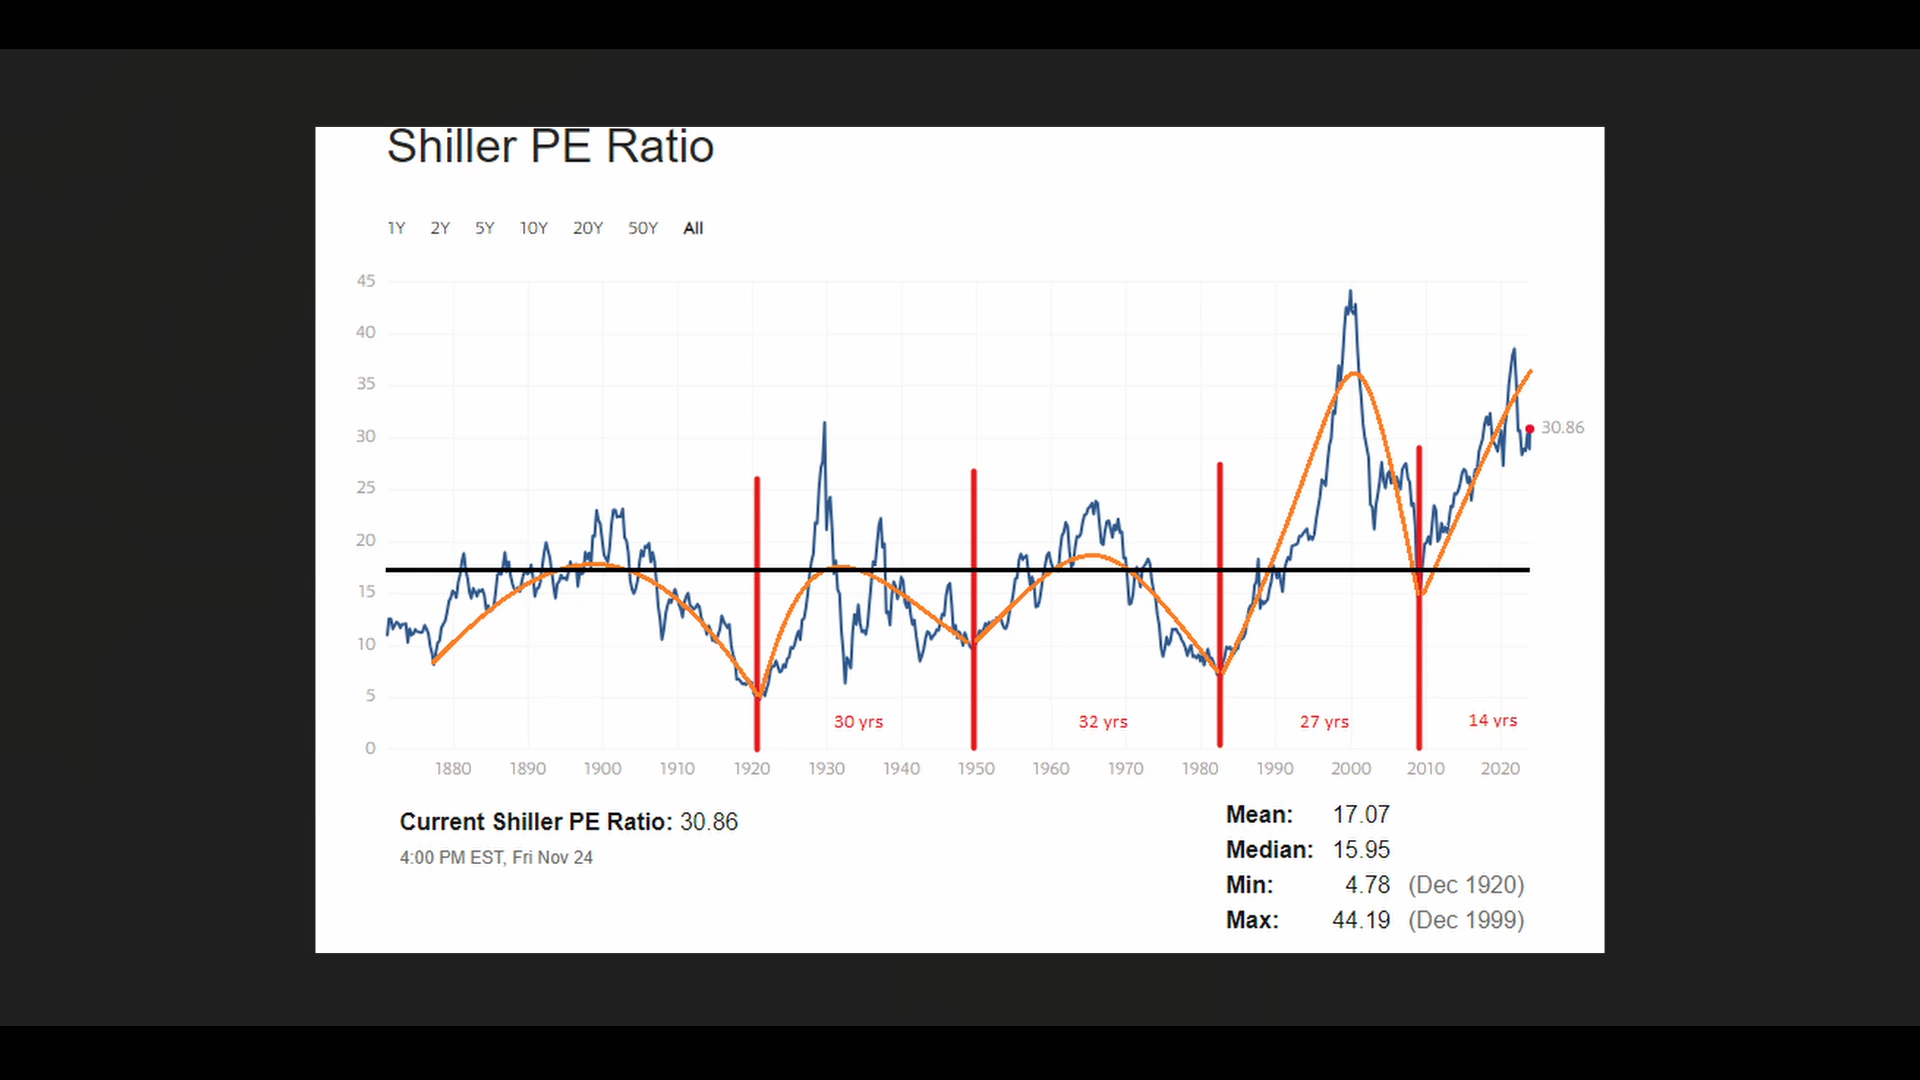 Shiller PE Ratio
1Y 2Y 5Y 10Y 20Y 50Y All
45
40
35
30
25
20
15
10
5
0
30.86
30 yrs 32 yrs 27 yrs 14 yrs
1880 1890 1900 1910 1920 1930 1940 1950 1960 1970 1980 1990 2000 2010 2020
Current Shiller PE Ratio: 30.86
4:00 PM EST, Fri Nov 24
Mean: 17.07
Median: 15.95
Min: 4.78 (Dec 1920)
Max: 44.19 (Dec 1999)